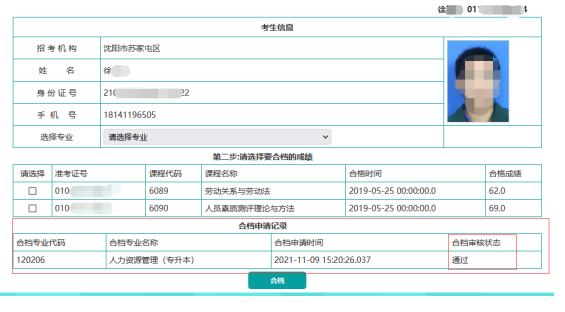 徐 01 4
考生信息
招考机构 沈阳市苏家屯区
姓 名 徐
身份证号 210 22
手 机 号 18141196505
选择专业 请选择专业
第二步:请选择要合档的成绩
请选择 准考证号 课程代码 课程名称 合格时间 合格成绩
010 6089 劳动关系与劳动法 2019-05-25 00:00:00.0 62.0
010 6090 人员素质测评理论与方法 2019-05-25 00:00:00.0 69.0
合档申请记录
合档专业代码 合档专业名称 合档申请时间 合档审核状态
120206 人力资源管理（专升本） 2021-11-09 15:20:26.037 通过
合档